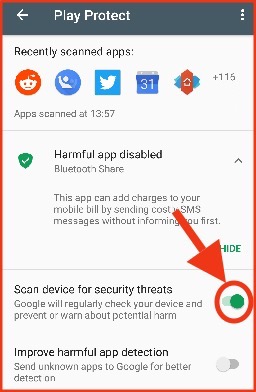 Play Protect
Recently scanned apps:
31
+116
Apps scanned at 13:57
Harmful app disabled
Bluetooth Share
This app can add charges to your
mobile bill by sending costly SMS
messages without informing you first.
HIDE
Scan device for security threats
Google will regularly check your device and
prevent or warn about potential harm
Improve harmful app detection
Send unknown apps to Google for better
detection